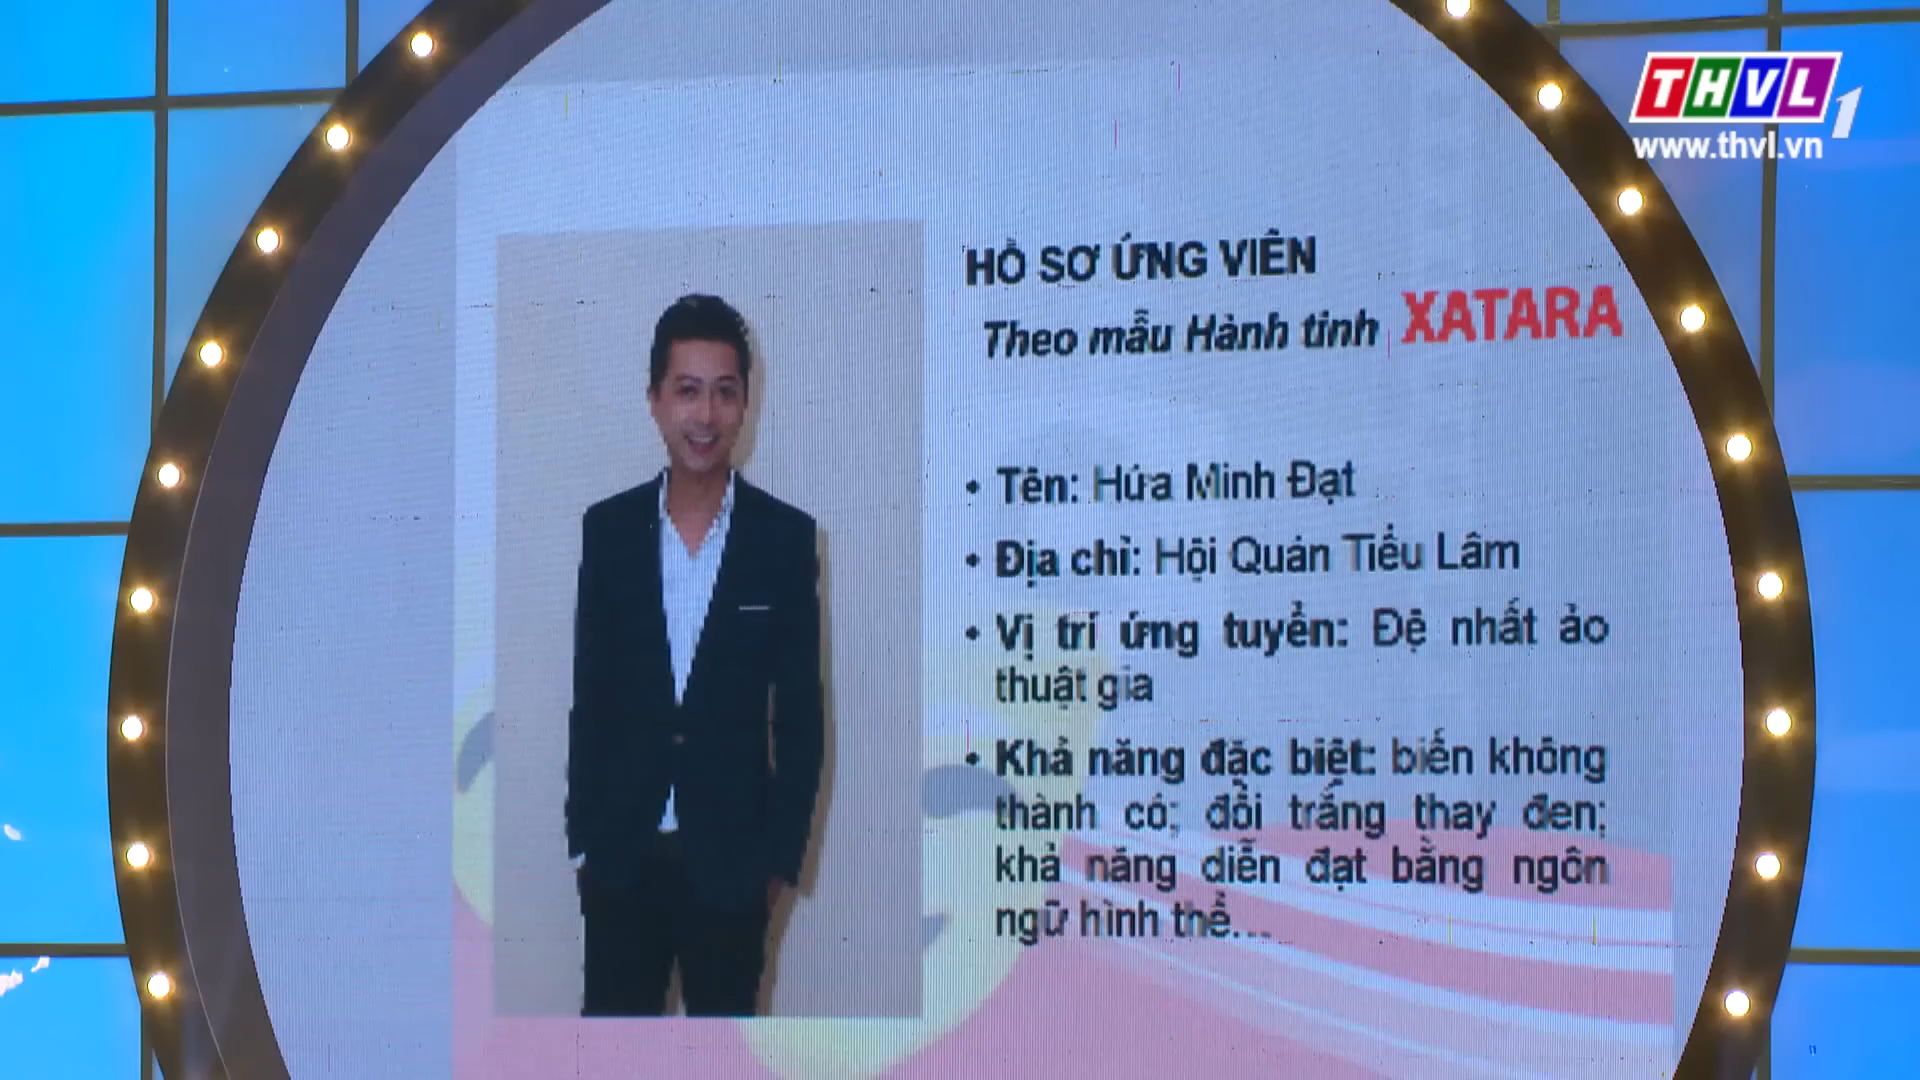 THVL1
www.thvl.vn
HỒ SƠ ỨNG VIÊN
Theo mẫu Hành tinh XATARA
• Tên: Hứa Minh Đạt
• Địa chỉ: Hội Quán Tiếu Lâm
• Vị trí ứng tuyển: Đệ nhất ảo
thuật gia
• Khả năng đặc biệt: biến không
thành có; đổi trắng thay đen;
khả năng diễn đạt bằng ngôn
ngữ hình thể...